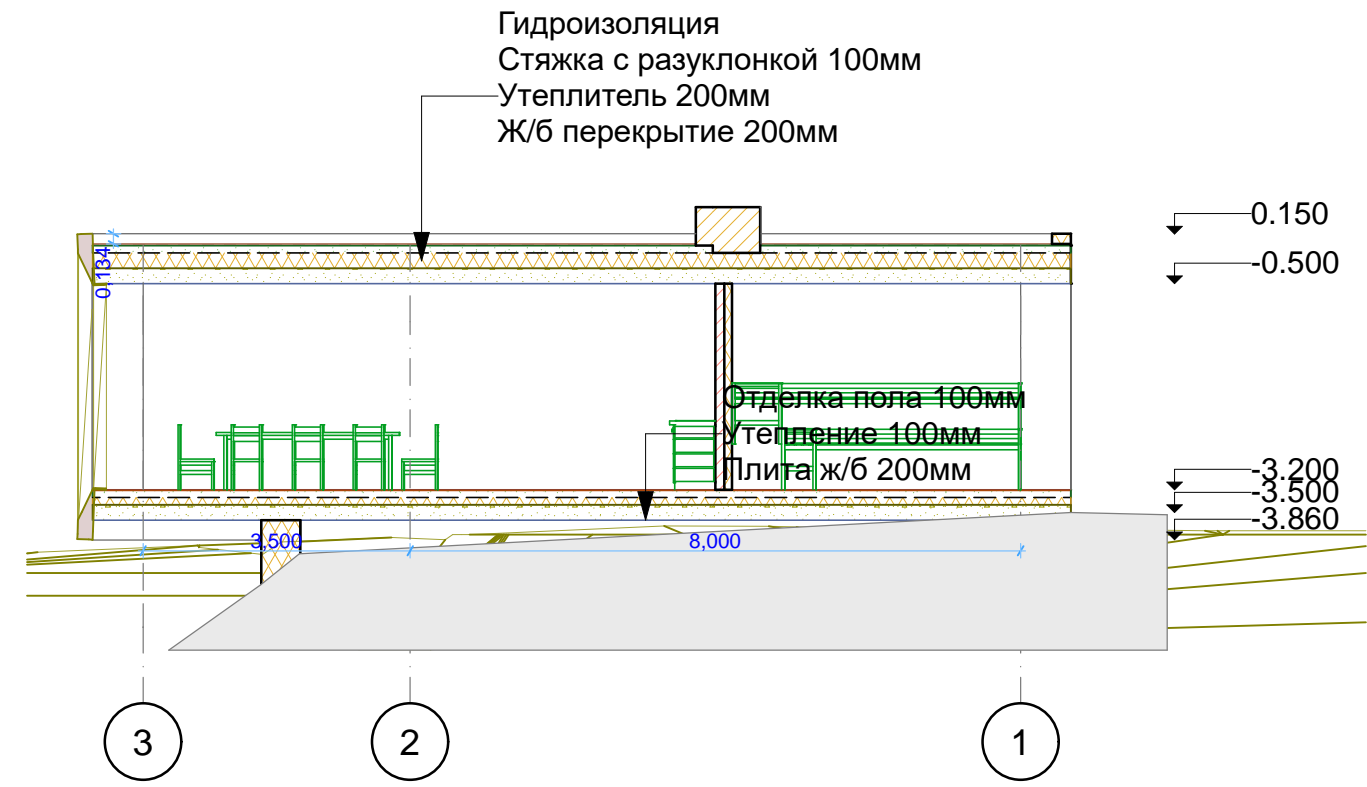 Гидроизоляция
Стяжка с разуклонкой 100мм
Утеплитель 200мм
Ж/б перекрытие 200мм
0.150
-0.500
0,134
Отделка пола 100мм
Утепление 100мм
Плита ж/б 200мм
-3.200
-3.500
-3.860
3,500
8,000
3
2
1